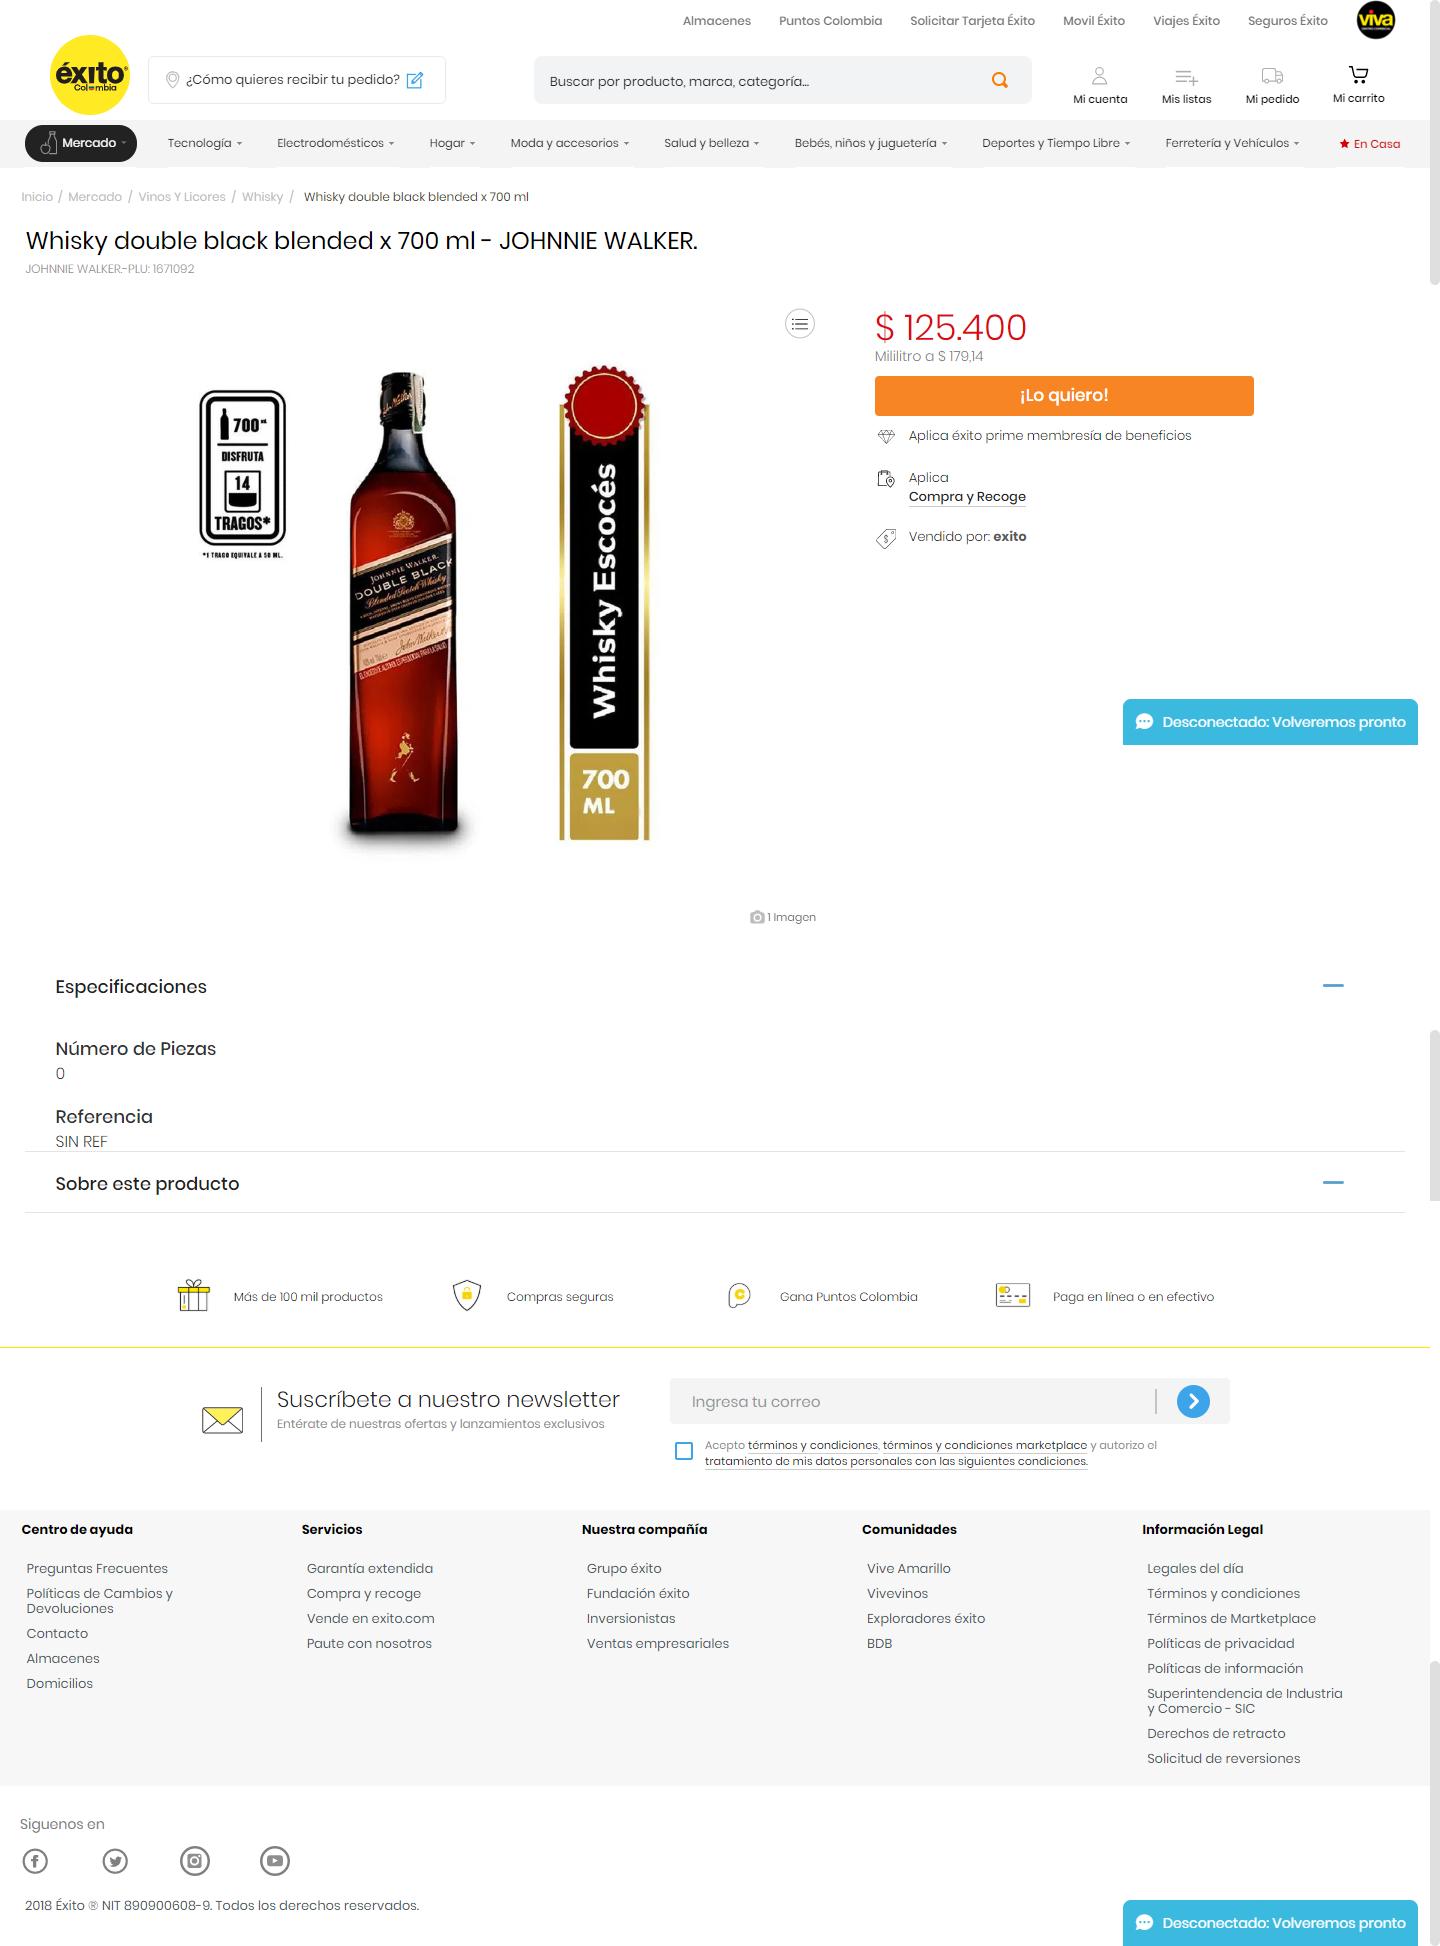 Almacenes Puntos Colombia Solicitar Tarjeta Éxito Movil Éxito Viajes Éxito Seguros Éxito viva
éxito
Colombia
¿Cómo quieres recibir tu pedido?
Buscar por producto, marca, categoría...
Mi cuenta Mis listas Mi pedido Mi carrito
Mercado Tecnología Electrodomésticos Hogar Moda y accesorios Salud y belleza Bebés, niños y juguetería Deportes y Tiempo Libre Ferretería y Vehículos En Casa
Inicio / Mercado / Vinos Y Licores / Whisky / Whisky double black blended x 700 ml
Whisky double black blended x 700 ml - JOHNNIE WALKER.
JOHNNIE WALKER.-PLU: 1671092
700 ml
DISFRUTA
14
TRAGOS*
*1 TRAGO EQUIVALE A 50 ML.
JOHNNIE WALKER.
DOUBLE BLACK
Blended Scotch Whisky
Whisky Escocés
700
ML
1 Imagen
$ 125.400
Mililitro a $ 179,14
¡Lo quiero!
Aplica éxito prime membresía de beneficios
Aplica
Compra y Recoge
Vendido por: exito
Desconectado: Volveremos pronto
Especificaciones
Número de Piezas
0
Referencia
SIN REF
Sobre este producto
Más de 100 mil productos
Compras seguras
Gana Puntos Colombia
Paga en línea o en efectivo
Suscríbete a nuestro newsletter
Entérate de nuestras ofertas y lanzamientos exclusivos
Ingresa tu correo
Acepto términos y condiciones, términos y condiciones marketplace y autorizo el
tratamiento de mis datos personales con las siguientes condiciones.
Centro de ayuda
Preguntas Frecuentes
Políticas de Cambios y
Devoluciones
Contacto
Almacenes
Domicilios
Servicios
Garantía extendida
Compra y recoge
Vende en exito.com
Paute con nosotros
Nuestra compañía
Grupo éxito
Fundación éxito
Inversionistas
Ventas empresariales
Comunidades
Vive Amarillo
Vivevinos
Exploradores éxito
BDB
Información Legal
Legales del día
Términos y condiciones
Términos de Martketplace
Políticas de privacidad
Políticas de información
Superintendencia de Industria
y Comercio - SIC
Derechos de retracto
Solicitud de reversiones
Siguenos en
2018 Éxito ® NIT 890900608-9. Todos los derechos reservados.
Desconectado: Volveremos pronto